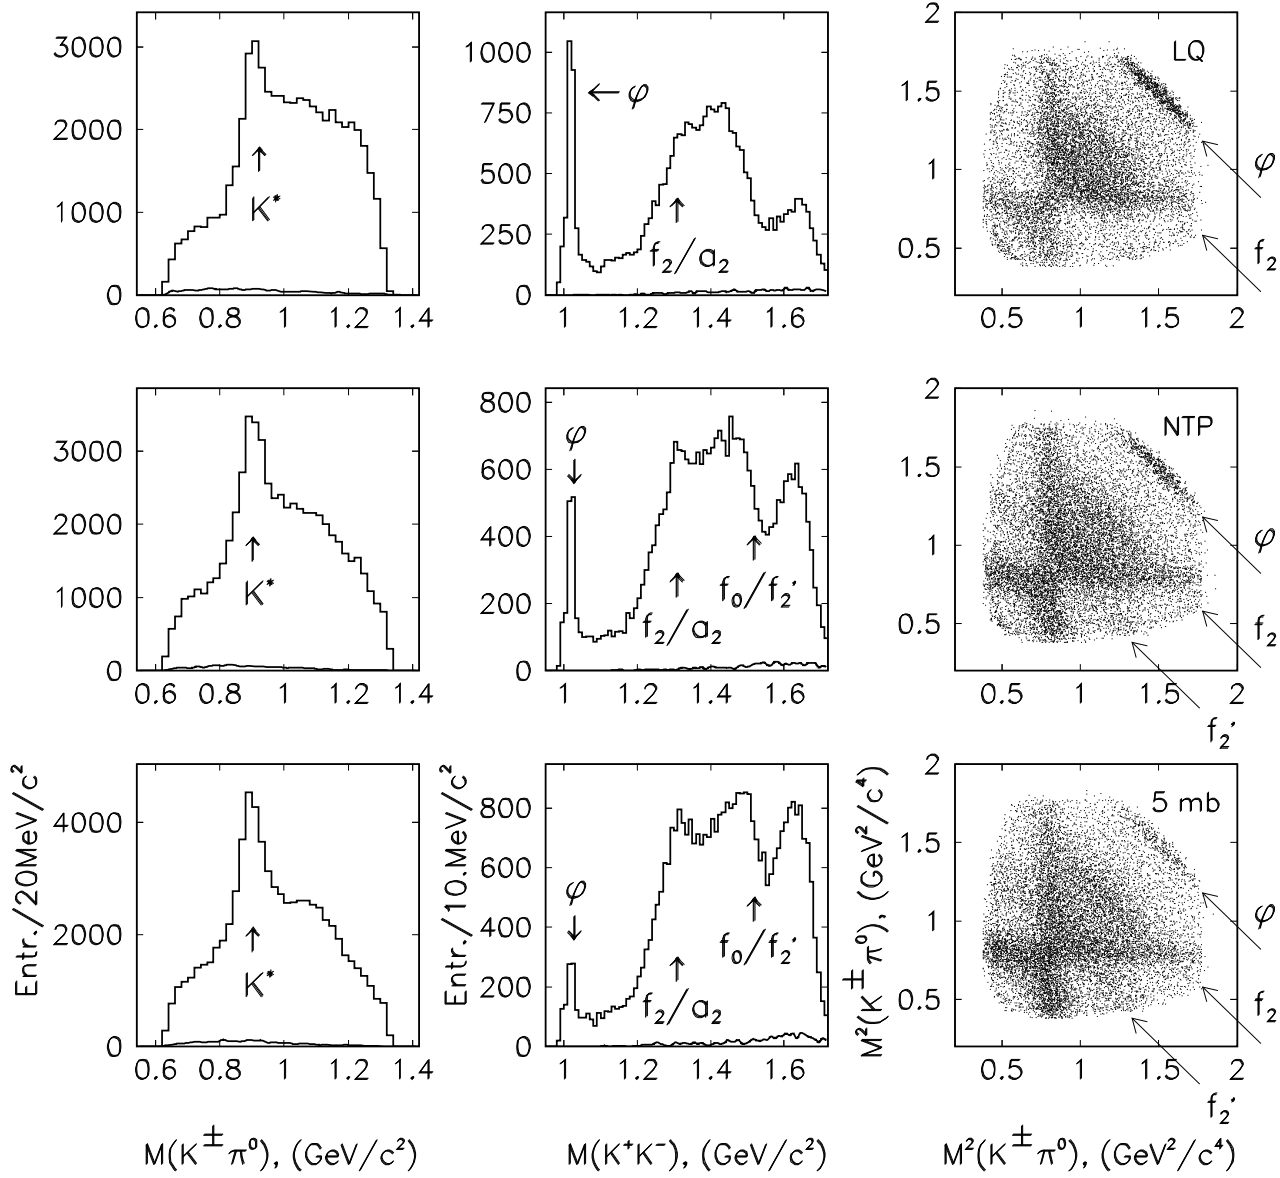 3000
2000
1000
0
0.6 0.8 1 1.2 1.4
K*
1000
750
500
250
0
1 1.2 1.4 1.6
φ
f2/a2
2
1.5
1
0.5
0.5 1 1.5 2
LQ
φ
f2
3000
2000
1000
0
0.6 0.8 1 1.2 1.4
K*
800
600
400
200
0
1 1.2 1.4 1.6
φ
f0/f2'
f2/a2
2
1.5
1
0.5
0.5 1 1.5 2
NTP
φ
f2
f2'
Entr./20MeV/c²
4000
2000
0
0.6 0.8 1 1.2 1.4
K*
M(K±π⁰), (GeV/c²)
Entr./10.MeV/c²
800
600
400
200
0
1 1.2 1.4 1.6
φ
f0/f2'
f2/a2
M(K⁺K⁻), (GeV/c²)
M²(K±π⁰), (GeV²/c⁴)
2
1.5
1
0.5
0.5 1 1.5 2
5 mb
φ
f2
f2'
M²(K±π⁰), (GeV²/c⁴)